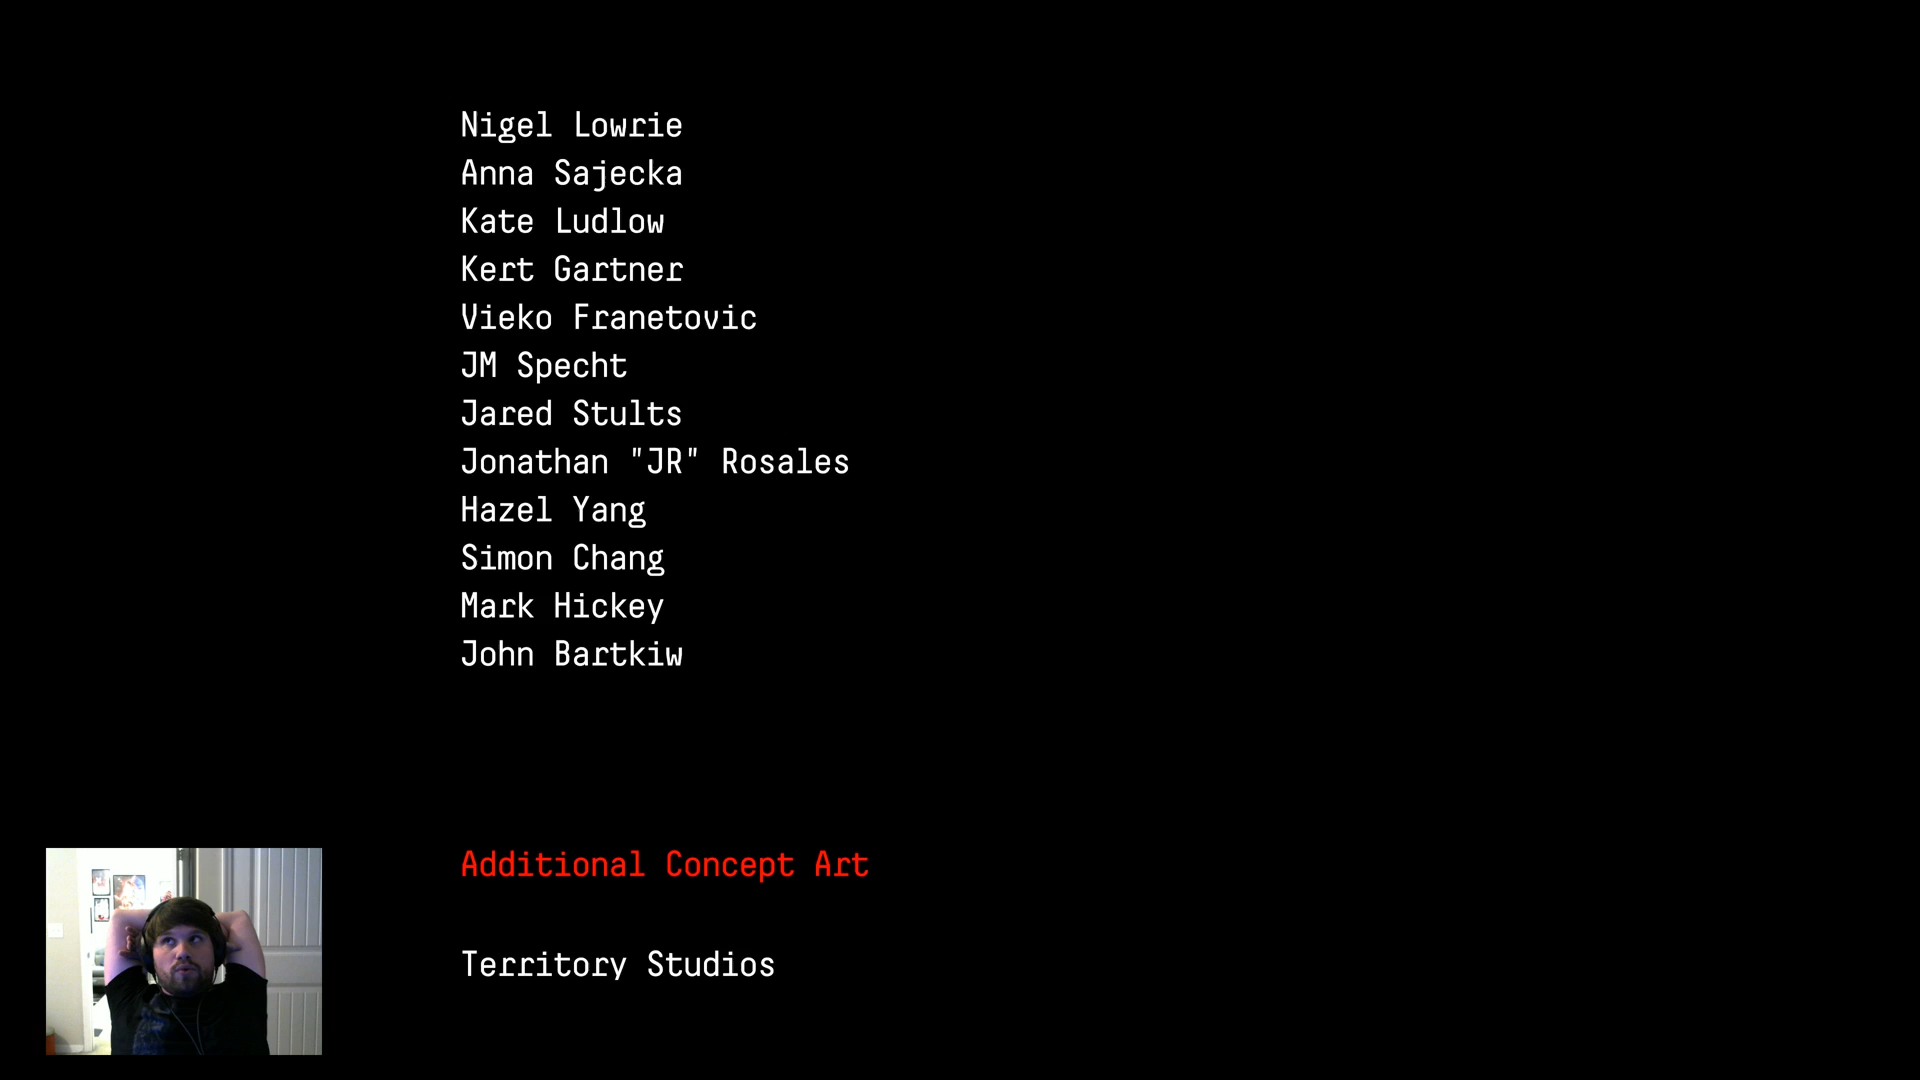 Nigel Lowrie
Anna Sajecka
Kate Ludlow
Kert Gartner
Vieko Franetovic
JM Specht
Jared Stults
Jonathan "JR" Rosales
Hazel Yang
Simon Chang
Mark Hickey
John Bartkiw
Additional Concept Art
Territory Studios